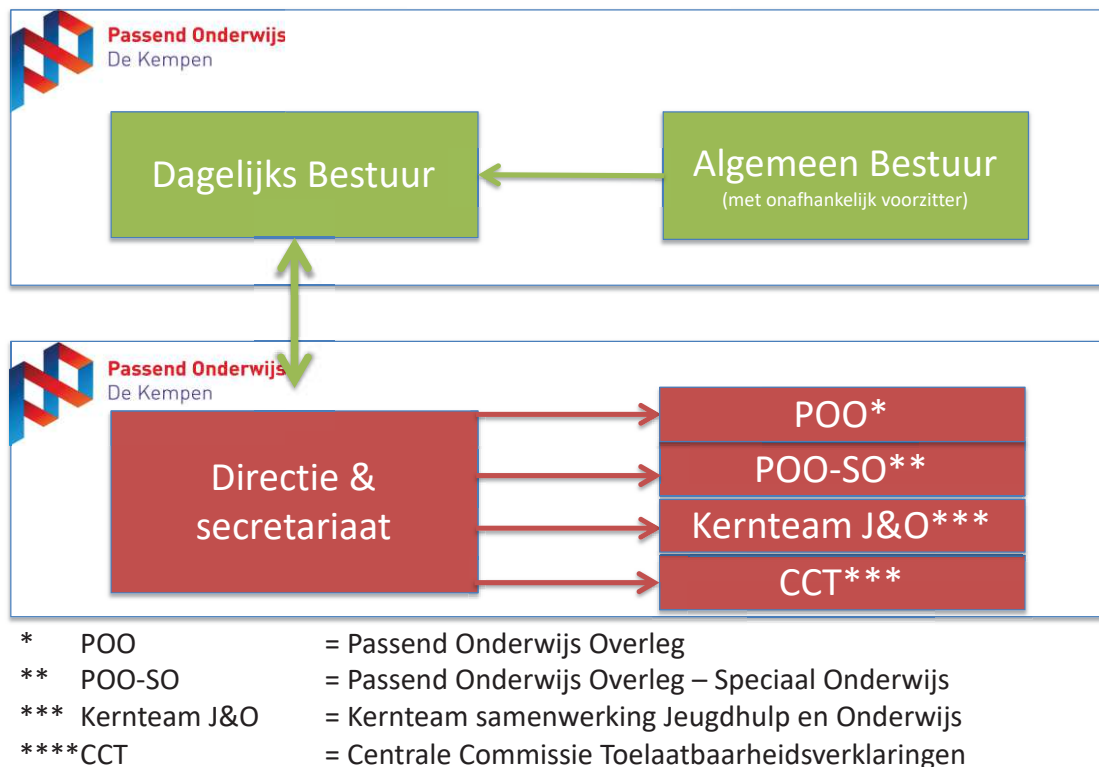 Passend Onderwijs
De Kempen
Dagelijks Bestuur
Algemeen Bestuur
(met onafhankelijk voorzitter)
Passend Onderwijs
De Kempen
Directie &
secretariaat
POO*
POO-SO**
Kernteam J&O***
CCT***
* POO = Passend Onderwijs Overleg
** POO-SO = Passend Onderwijs Overleg – Speciaal Onderwijs
*** Kernteam J&O = Kernteam samenwerking Jeugdhulp en Onderwijs
****CCT = Centrale Commissie Toelaatbaarheidsverklaringen